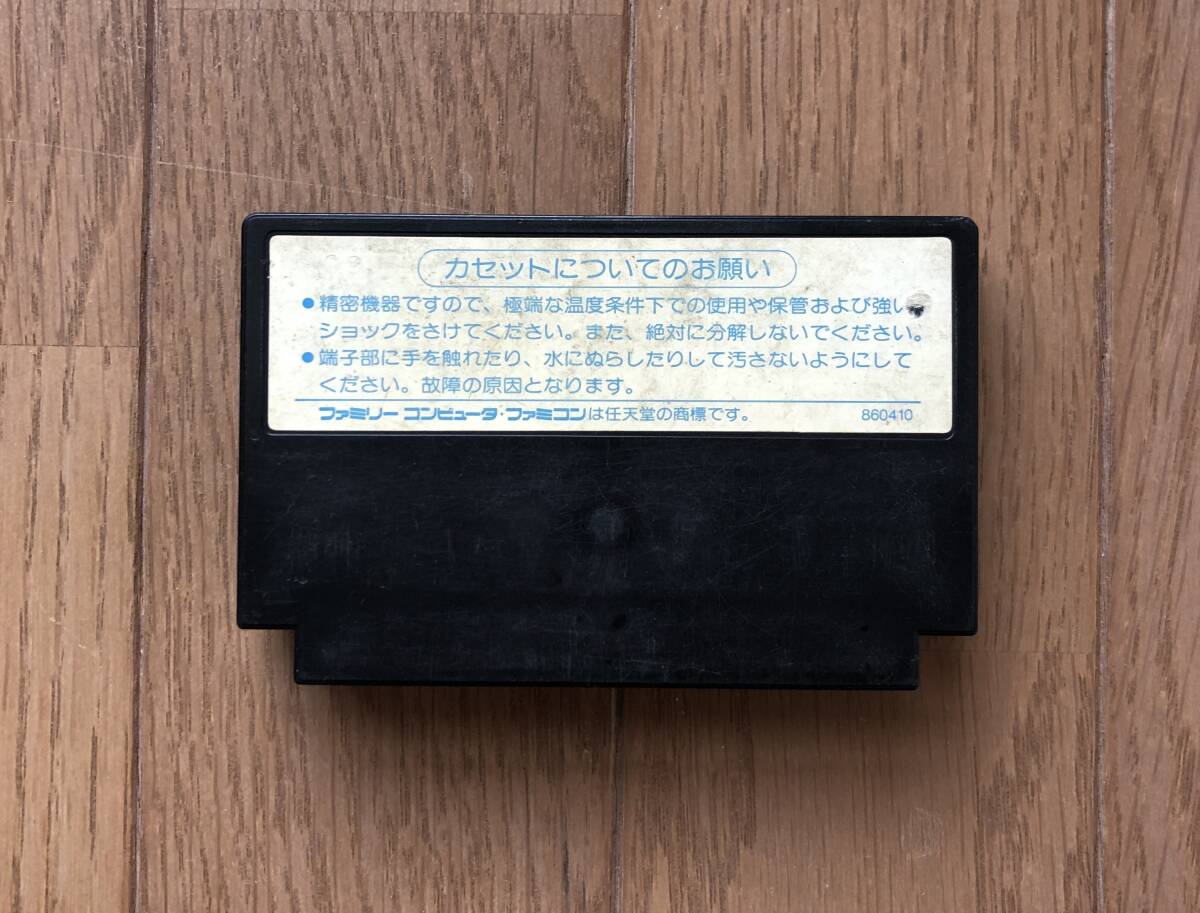 カセットについてのお願い
●精密機器ですので、極端な温度条件下での使用や保管および強い
ショックをさけてください。また、絶対に分解しないでください。
●端子部に手を触れたり、水にぬらしたりして汚さないようにして
ください。故障の原因となります。
ファミリー コンピュータ・ファミコンは任天堂の商標です。 860410